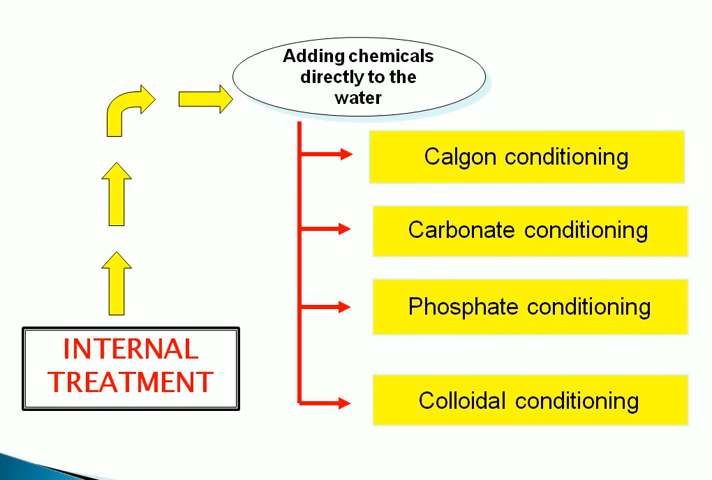 Adding chemicals
directly to the
water
Calgon conditioning
Carbonate conditioning
Phosphate conditioning
INTERNAL
TREATMENT
Colloidal conditioning